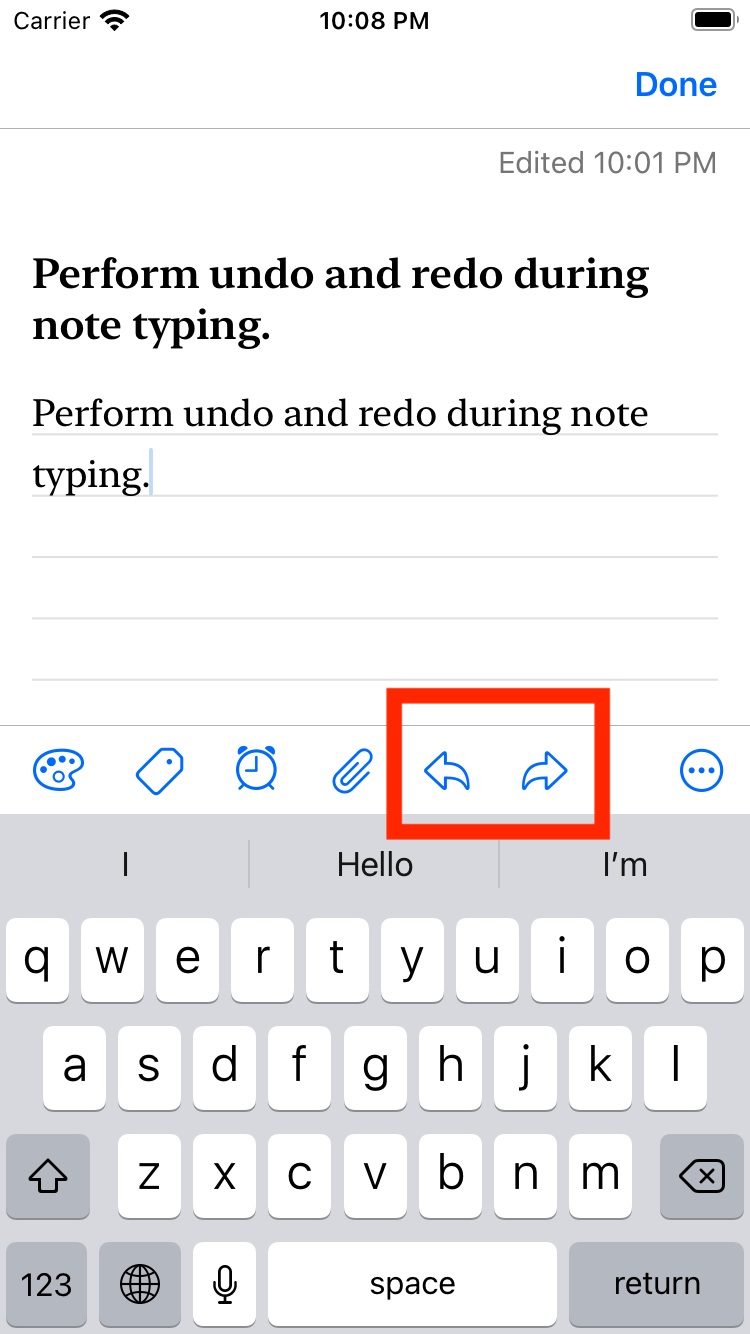 Carrier 10:08 PM
Done
Edited 10:01 PM
Perform undo and redo during
note typing.
Perform undo and redo during note
typing.
I Hello I’m
q w e r t y u i o p
a s d f g h j k l
z x c v b n m
123 space return